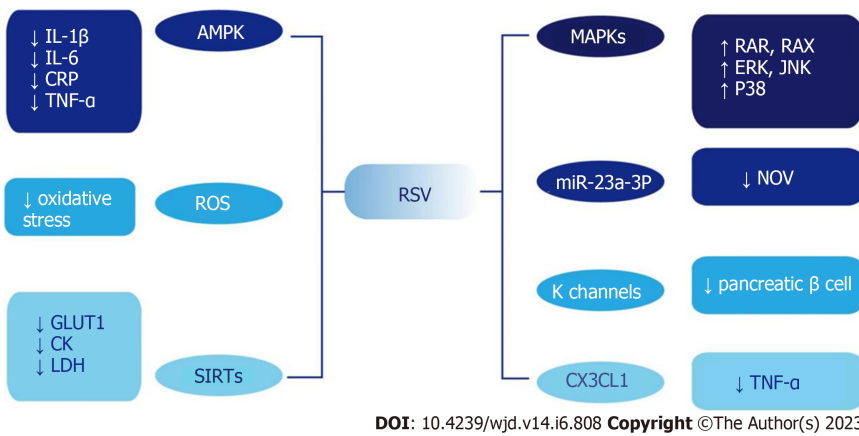 ↓ IL-1β
↓ IL-6
↓ CRP
↓ TNF-α
AMPK
↓ oxidative
stress
ROS
↓ GLUT1
↓ CK
↓ LDH
SIRTs
RSV
MAPKs
↑ RAR, RAX
↑ ERK, JNK
↑ P38
miR-23a-3P
↓ NOV
K channels
↓ pancreatic β cell
CX3CL1
↓ TNF-α
DOI: 10.4239/wjd.v14.i6.808 Copyright ©The Author(s) 2023